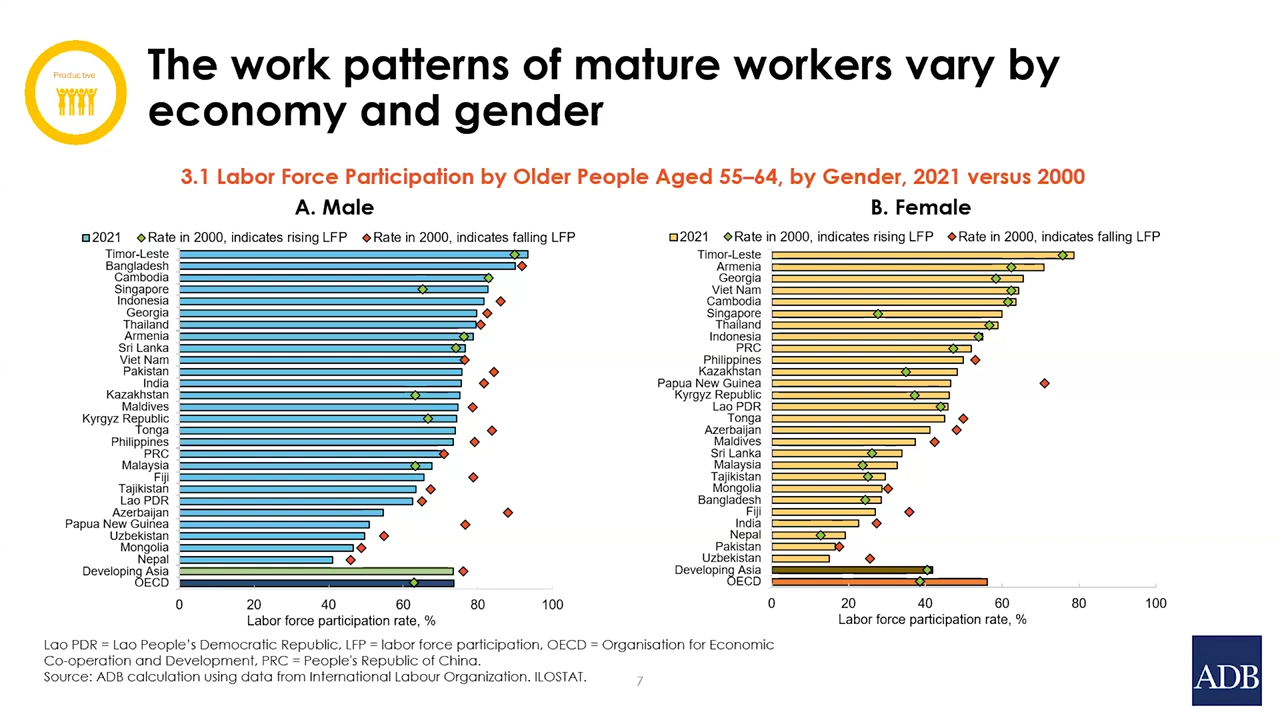 Productive
The work patterns of mature workers vary by
economy and gender
3.1 Labor Force Participation by Older People Aged 55–64, by Gender, 2021 versus 2000
A. Male
2021
Rate in 2000, indicates rising LFP
Rate in 2000, indicates falling LFP
Timor-Leste
Bangladesh
Cambodia
Singapore
Indonesia
Georgia
Thailand
Armenia
Sri Lanka
Viet Nam
Pakistan
India
Kazakhstan
Maldives
Kyrgyz Republic
Tonga
Philippines
PRC
Malaysia
Fiji
Tajikistan
Lao PDR
Azerbaijan
Papua New Guinea
Uzbekistan
Mongolia
Nepal
Developing Asia
OECD
0 20 40 60 80 100
Labor force participation rate, %
B. Female
2021
Rate in 2000, indicates rising LFP
Rate in 2000, indicates falling LFP
Timor-Leste
Armenia
Georgia
Viet Nam
Cambodia
Singapore
Thailand
Indonesia
PRC
Philippines
Kazakhstan
Papua New Guinea
Kyrgyz Republic
Lao PDR
Tonga
Azerbaijan
Maldives
Sri Lanka
Malaysia
Tajikistan
Mongolia
Bangladesh
Fiji
India
Nepal
Pakistan
Uzbekistan
Developing Asia
OECD
0 20 40 60 80 100
Labor force participation rate, %
Lao PDR = Lao People's Democratic Republic, LFP = labor force participation, OECD = Organisation for Economic
Co-operation and Development, PRC = People's Republic of China.
Source: ADB calculation using data from International Labour Organization. ILOSTAT.
7
ADB